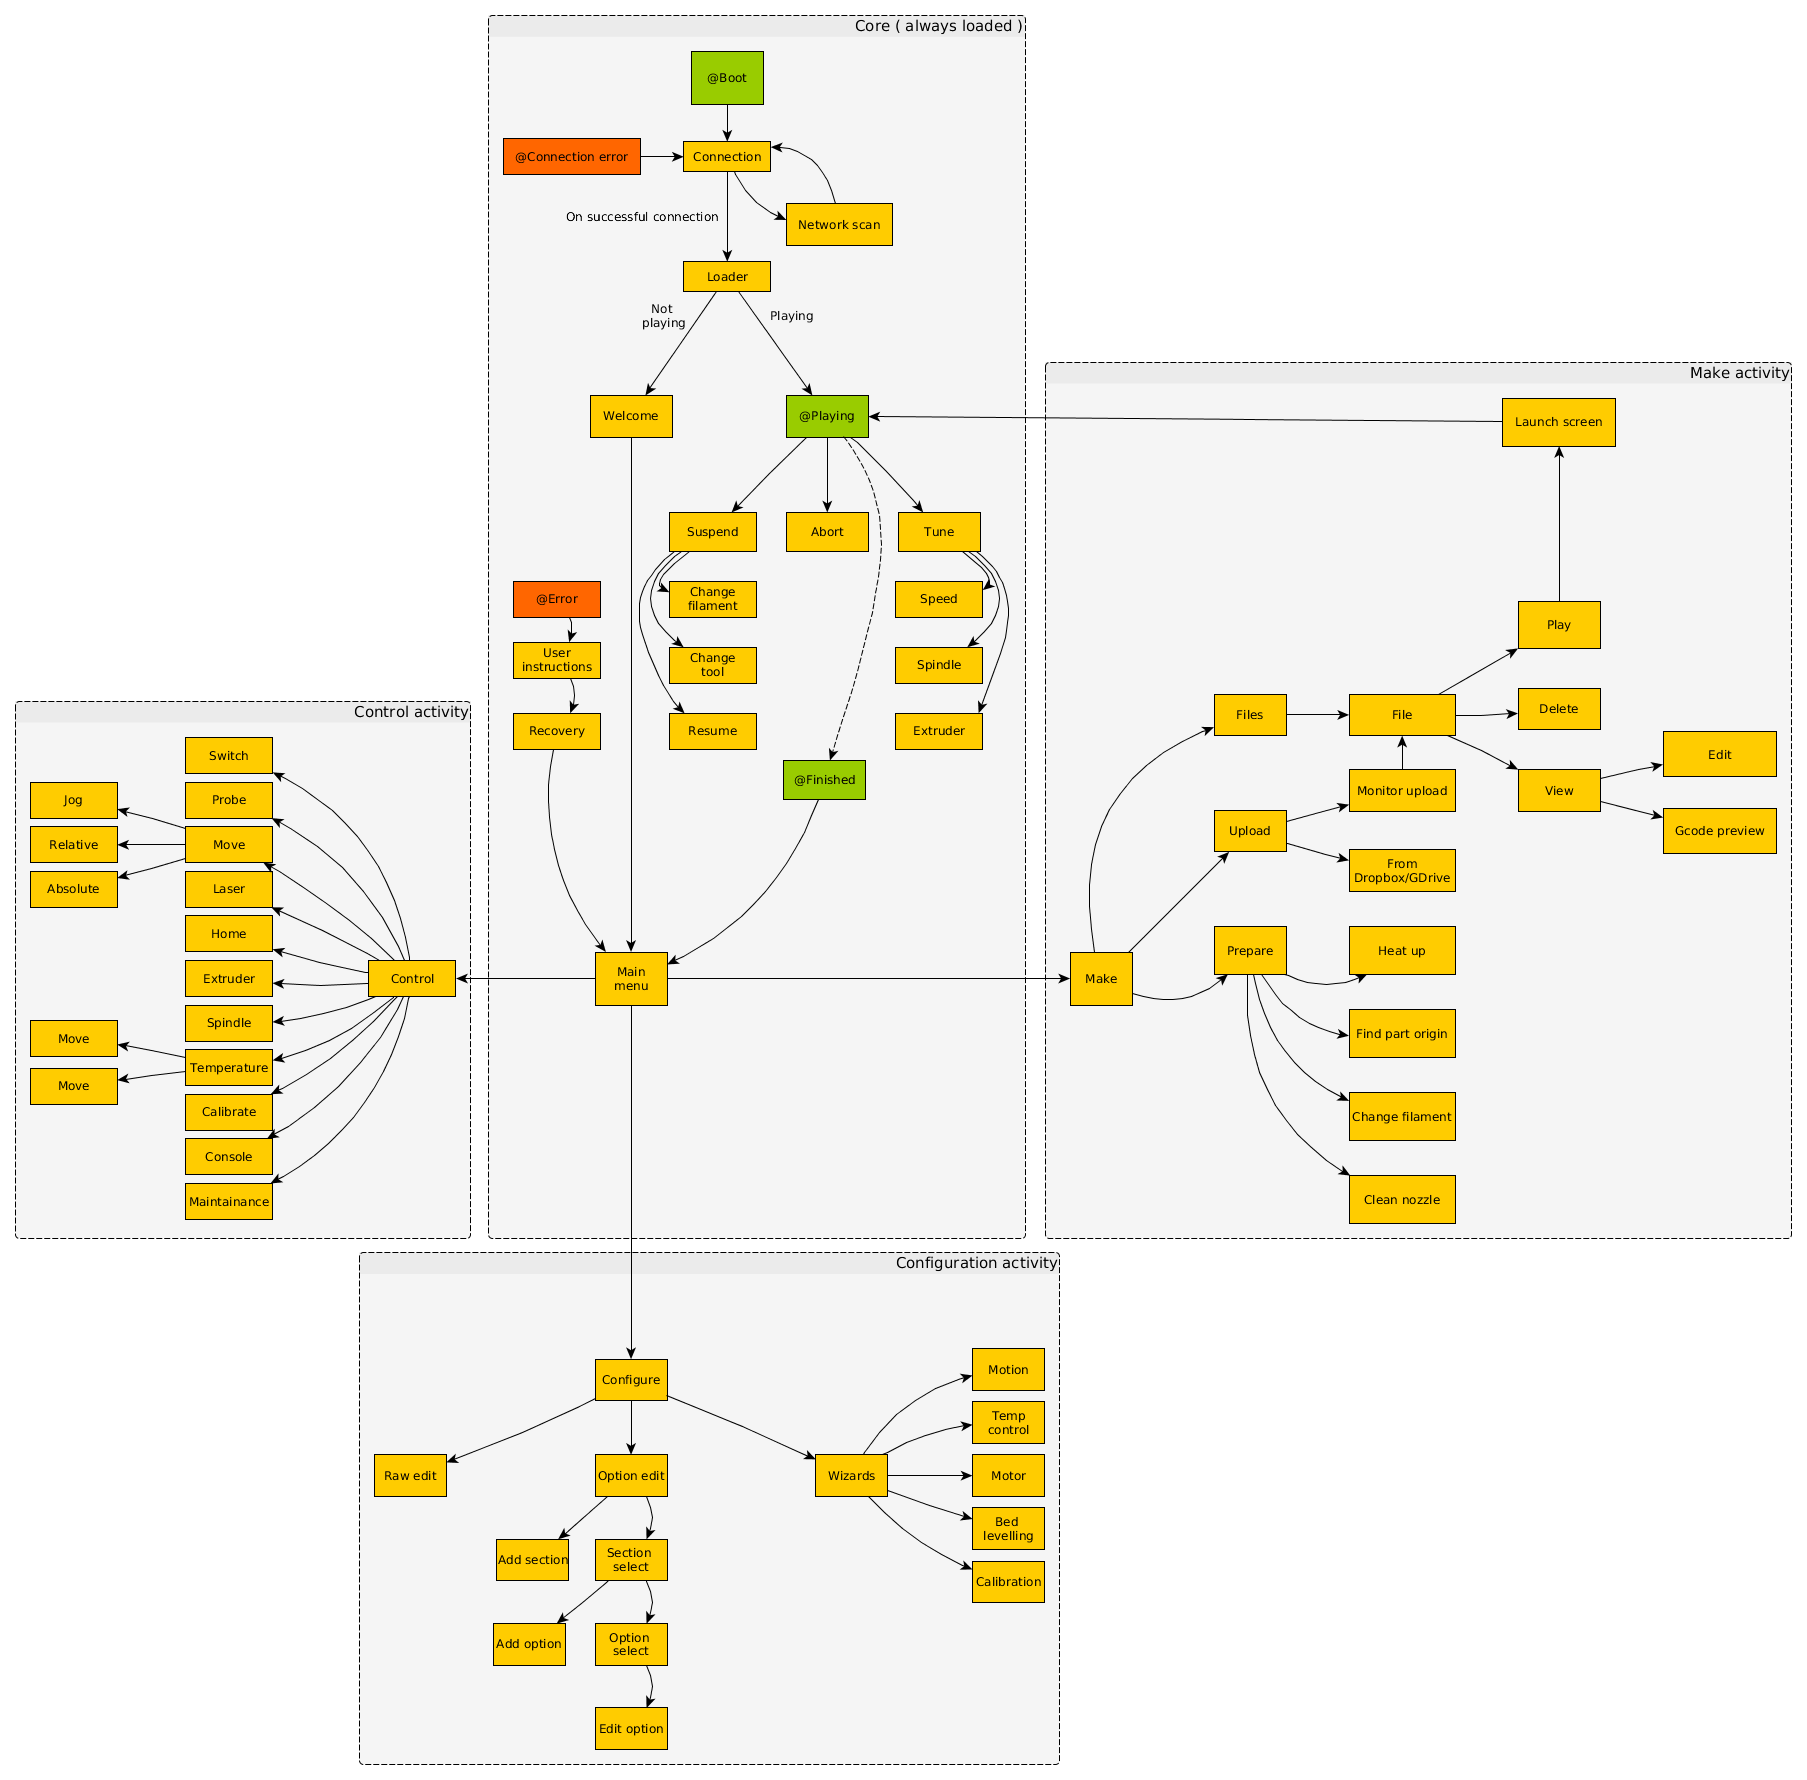 Core ( always loaded )
@Boot
@Connection error
Connection
On successful connection
Network scan
Loader
Not
playing
Playing
Welcome
@Playing
Suspend
Abort
Tune
@Error
Change
filament
Speed
User
instructions
Change
tool
Spindle
Recovery
Resume
Extruder
@Finished
Main
menu
Make activity
Launch screen
Play
Files
File
Delete
Edit
Monitor upload
View
Upload
Gcode preview
From
Dropbox/GDrive
Make
Prepare
Heat up
Find part origin
Change filament
Clean nozzle
Control activity
Switch
Jog
Probe
Relative
Move
Absolute
Laser
Home
Extruder
Control
Spindle
Move
Temperature
Move
Calibrate
Console
Maintainance
Configuration activity
Configure
Motion
Temp
control
Raw edit
Option edit
Wizards
Motor
Bed
levelling
Add section
Section
select
Calibration
Add option
Option
select
Edit option